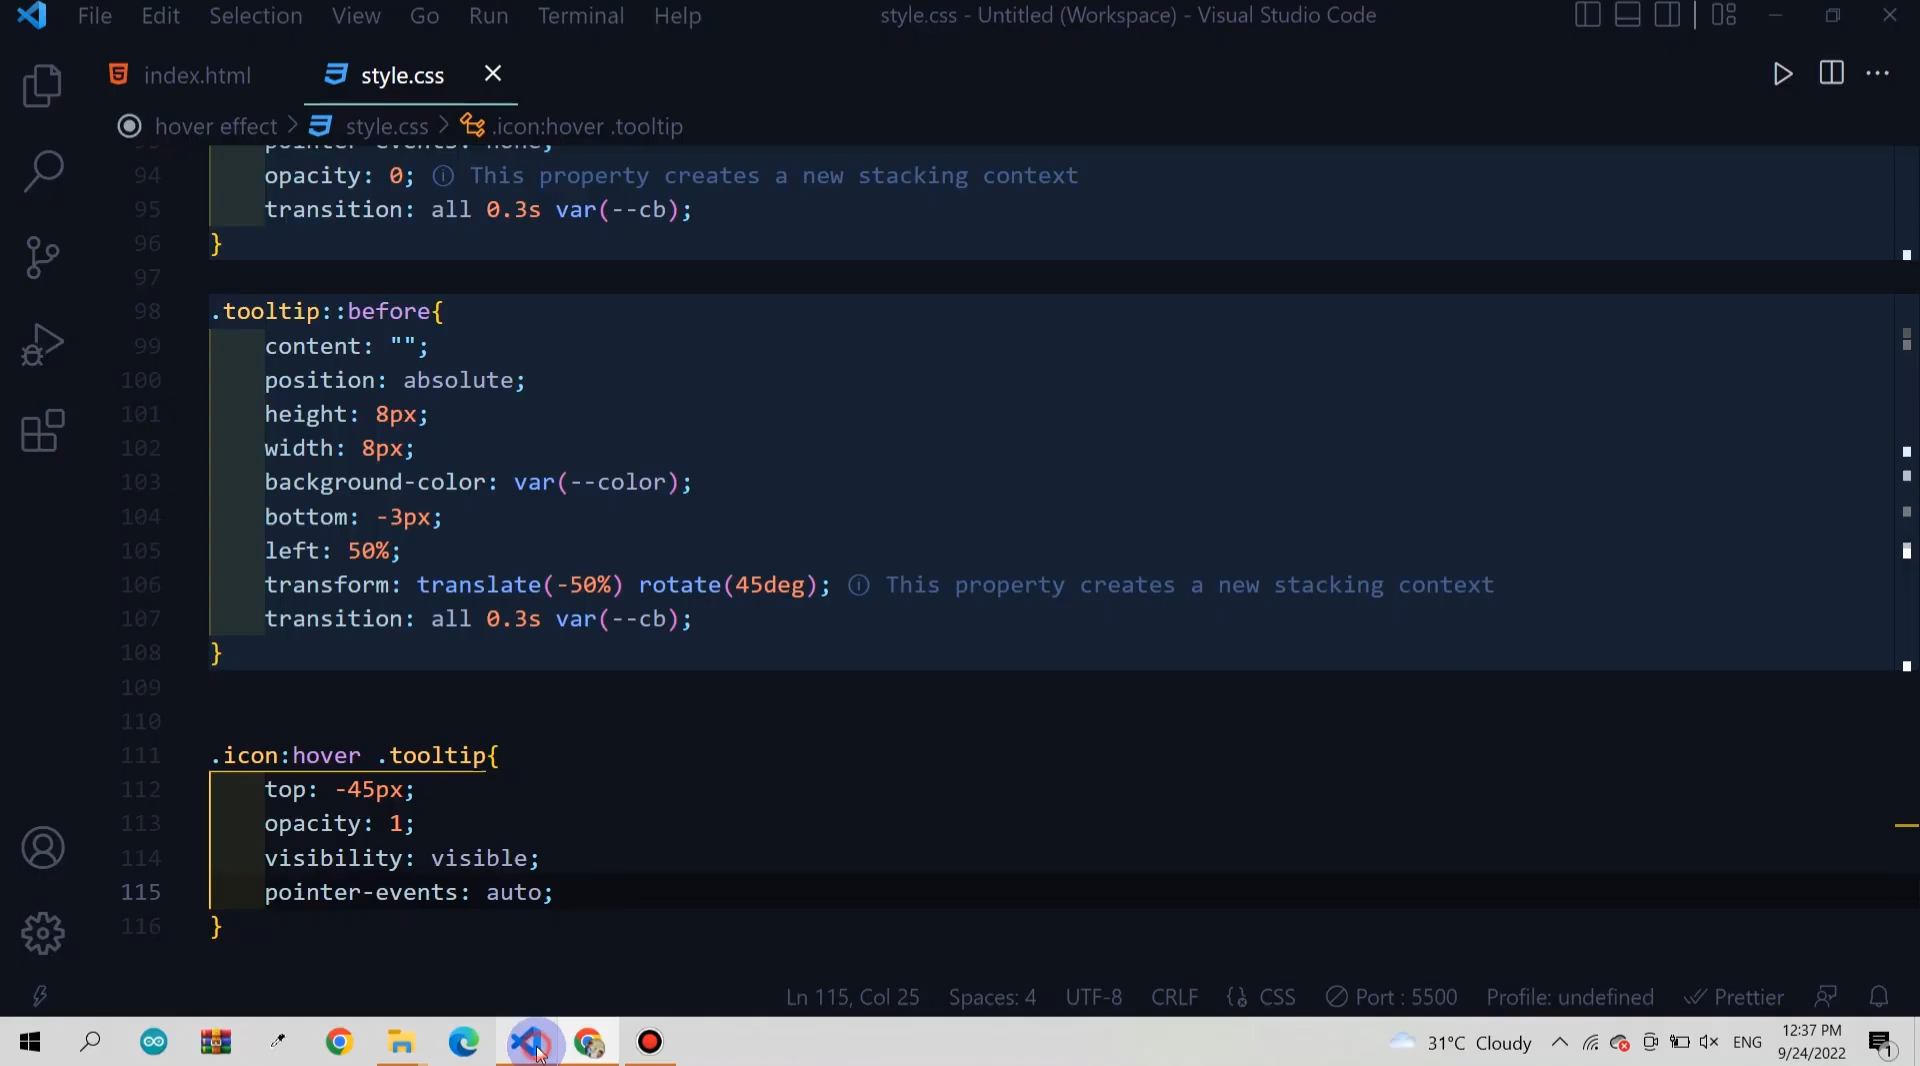 File Edit Selection View Go Run Terminal Help style.css - Untitled (Workspace) - Visual Studio Code
index.html style.css
hover effect > style.css > .icon:hover .tooltip
pointer-events: none;
94 opacity: 0; This property creates a new stacking context
95 transition: all 0.3s var(--cb);
96 }
97
98 .tooltip::before{
99 content: "";
100 position: absolute;
101 height: 8px;
102 width: 8px;
103 background-color: var(--color);
104 bottom: -3px;
105 left: 50%;
106 transform: translate(-50%) rotate(45deg); This property creates a new stacking context
107 transition: all 0.3s var(--cb);
108 }
109
110
111 .icon:hover .tooltip{
112 top: -45px;
113 opacity: 1;
114 visibility: visible;
115 pointer-events: auto;
116 }
Ln 115, Col 25 Spaces: 4 UTF-8 CRLF CSS Port : 5500 Profile: undefined Prettier
31°C Cloudy ENG 12:37 PM
9/24/2022 1